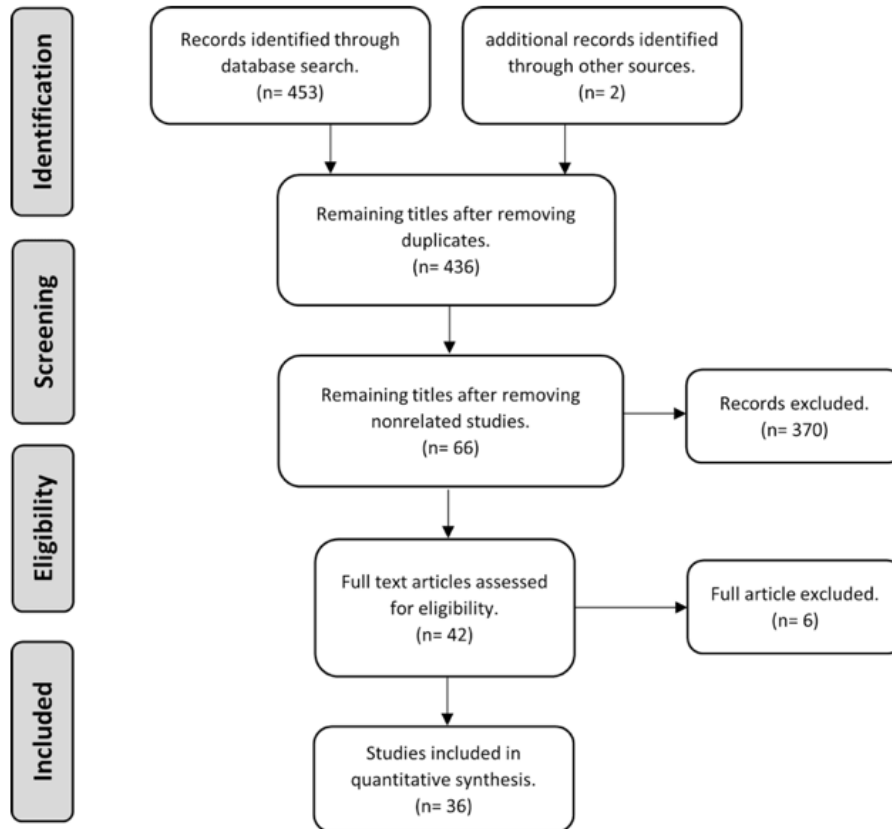 Identification
Records identified through
database search.
(n= 453)
additional records identified
through other sources.
(n= 2)
Remaining titles after removing
duplicates.
(n= 436)
Screening
Remaining titles after removing
nonrelated studies.
(n= 66)
Records excluded.
(n= 370)
Eligibility
Full text articles assessed
for eligibility.
(n= 42)
Full article excluded.
(n= 6)
Included
Studies included in
quantitative synthesis.
(n= 36)